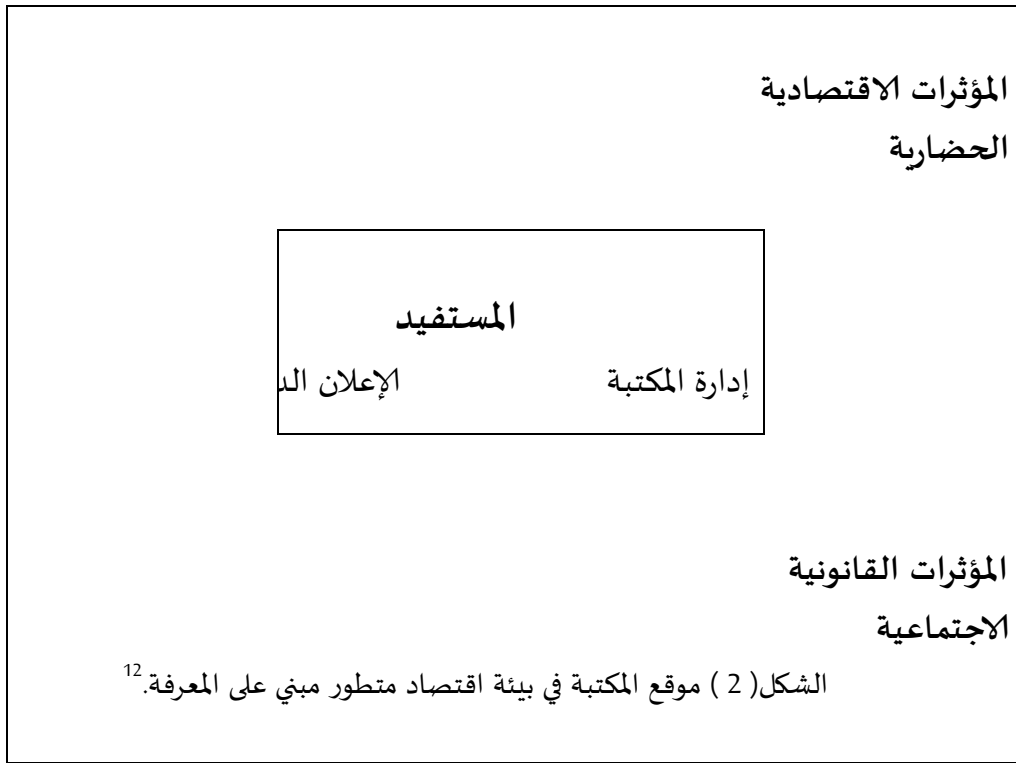 المؤثرات الاقتصادية
الحضارية
المستفيد
إدارة المكتبة الإعلان
المؤثرات القانونية
الاجتماعية
الشكل( 2 ) موقع المكتبة في بيئة اقتصاد متطور مبني على المعرفة.12